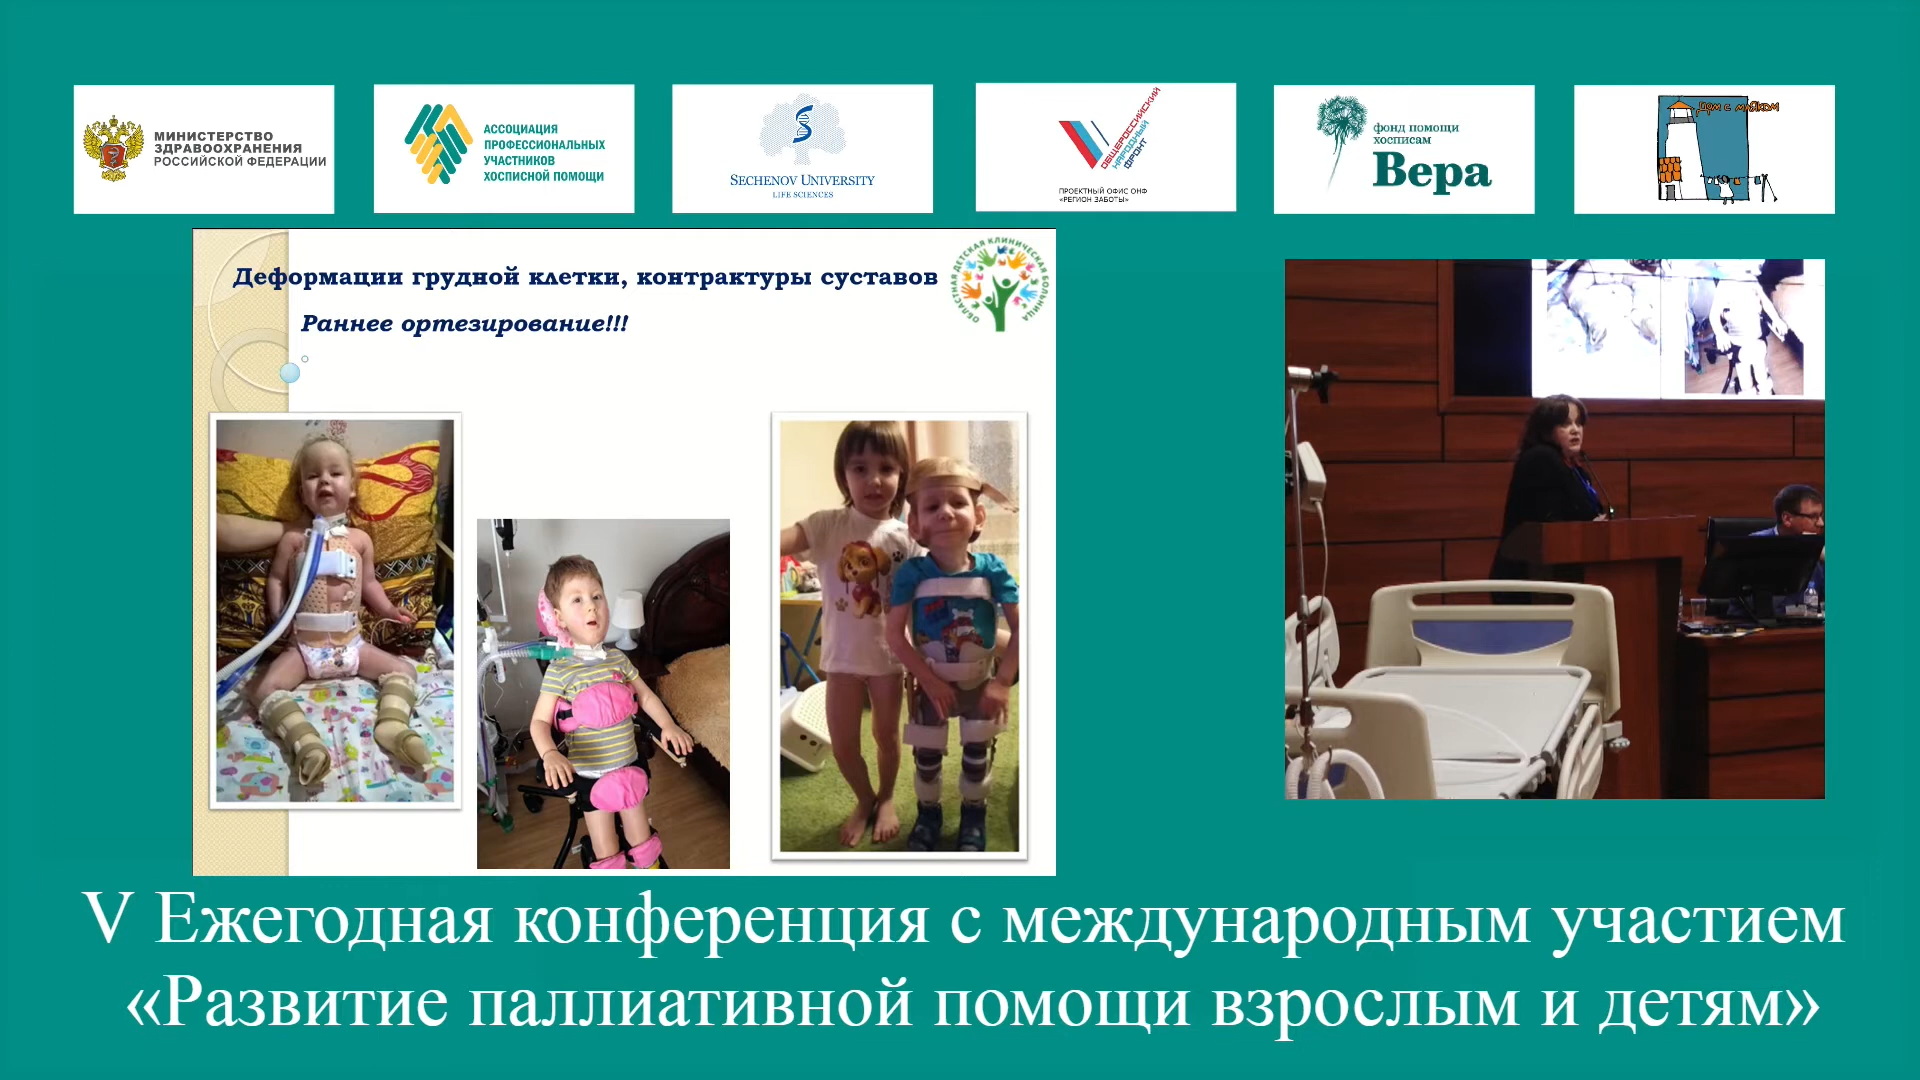 МИНИСТЕРСТВО
ЗДРАВООХРАНЕНИЯ
РОССИЙСКОЙ ФЕДЕРАЦИИ
АССОЦИАЦИЯ
ПРОФЕССИОНАЛЬНЫХ
УЧАСТНИКОВ
ХОСПИСНОЙ ПОМОЩИ
SECHENOV UNIVERSITY
LIFE SCIENCES
ОБЩЕРОССИЙСКИЙ
НАРОДНЫЙ
ФРОНТ
ПРОЕКТНЫЙ ОФИС ОНФ
«РЕГИОН ЗАБОТЫ»
фонд помощи
хосписам
Вера
Дом с маяком
Деформации грудной клетки, контрактуры суставов
Раннее ортезирование!!!
ОБЛАСТНАЯ ДЕТСКАЯ КЛИНИЧЕСКАЯ БОЛЬНИЦА
V Ежегодная конференция с международным участием
«Развитие паллиативной помощи взрослым и детям»